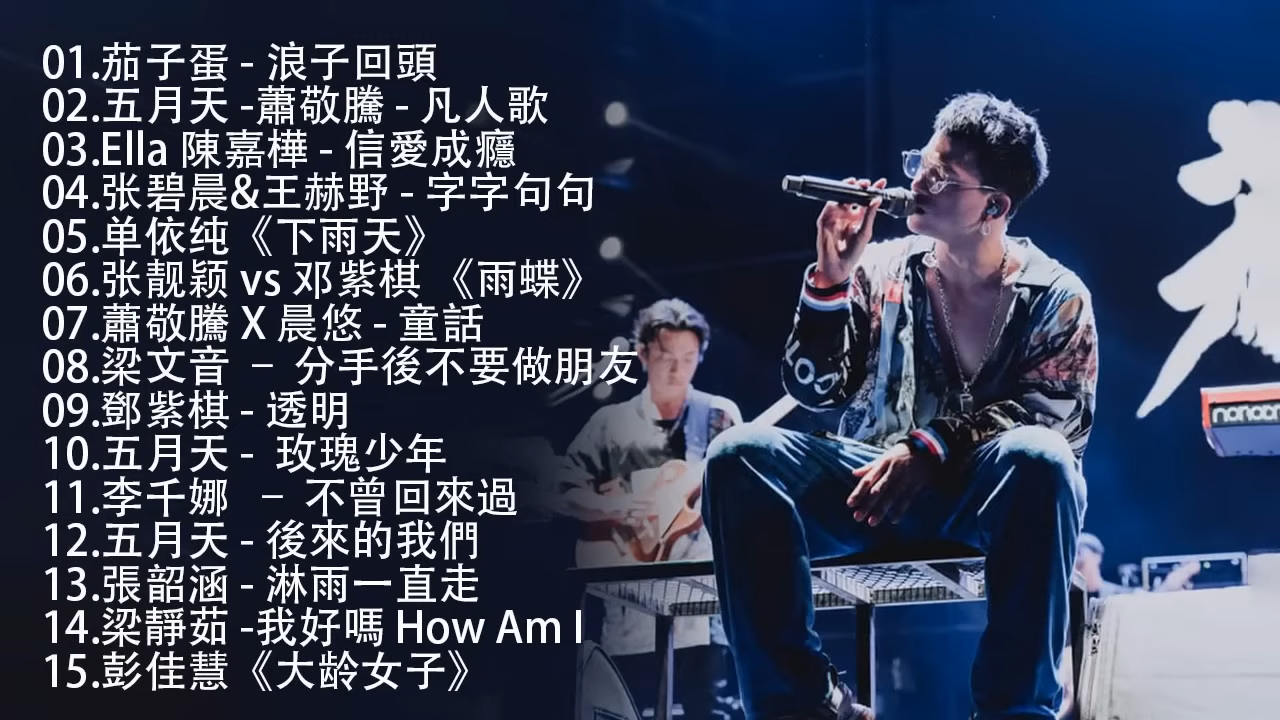 01.茄子蛋 - 浪子回頭
02.五月天 -蕭敬騰 - 凡人歌
03.Ella 陳嘉樺 - 信愛成癮
04.张碧晨&王赫野 - 字字句句
05.单依纯《下雨天》
06.张靓颖 vs 邓紫棋 《雨蝶》
07.蕭敬騰 X 晨悠 - 童話
08.梁文音 – 分手後不要做朋友
09.鄧紫棋 - 透明
10.五月天 - 玫瑰少年
11.李千娜 – 不曾回來過
12.五月天 - 後來的我們
13.張韶涵 - 淋雨一直走
14.梁靜茹 -我好嗎 How Am I
15.彭佳慧《大龄女子》